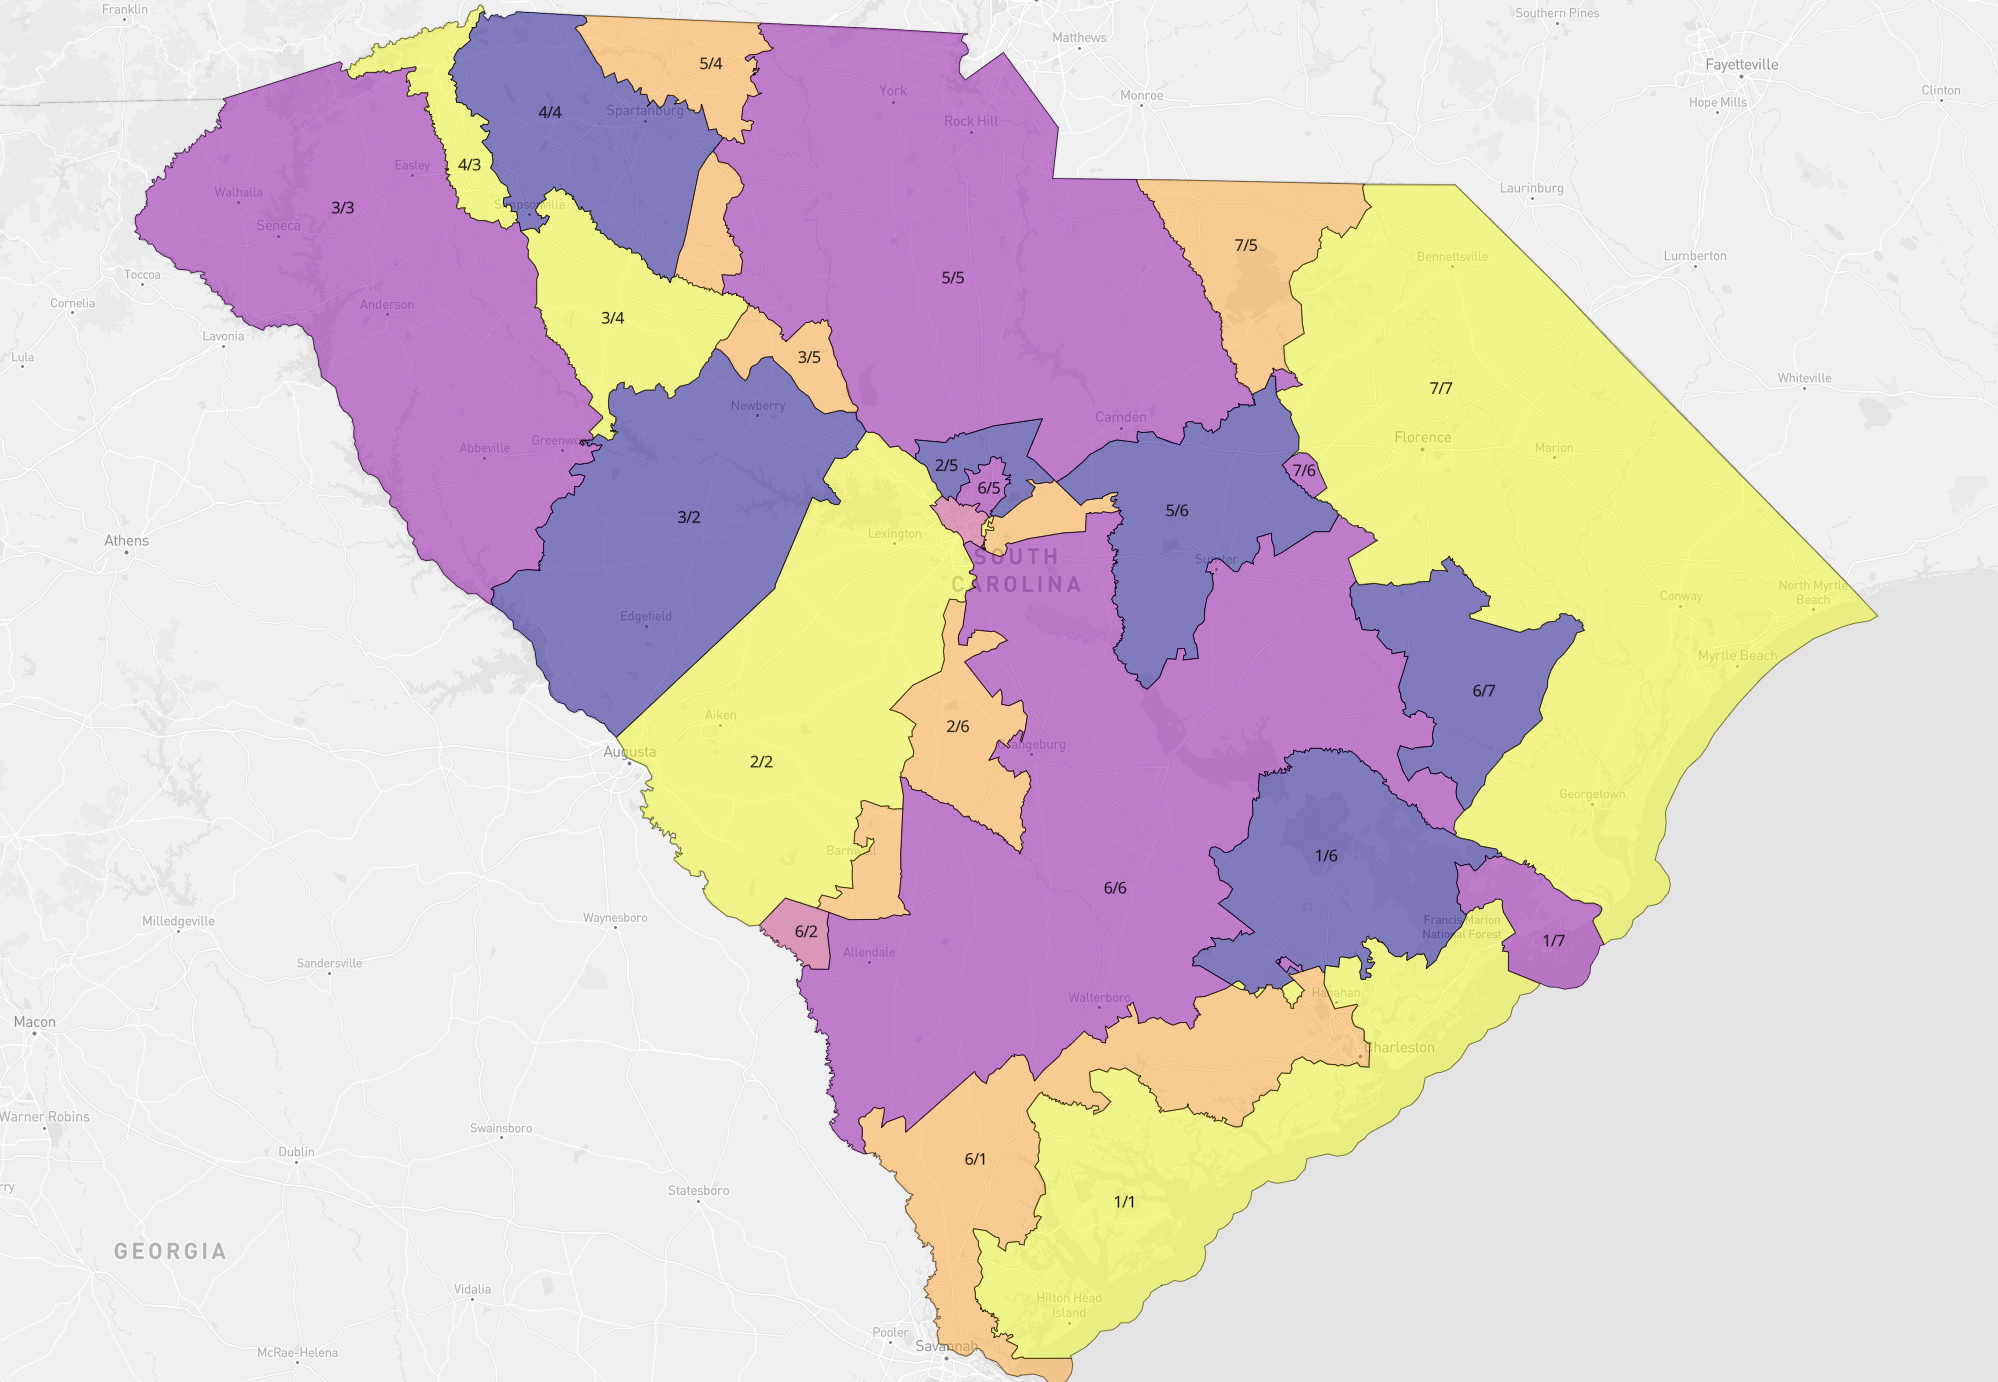 Franklin
Southern Pines
Matthews
Fayetteville
5/4
York
Monroe
Clinton
Hope Mills
4/4
Spartanburg
Rock Hill
4/3
Easley
Walhalla
3/3
Simpsonville
Laurinburg
Seneca
7/5
Bennettsville
Lumberton
Toccoa
5/5
Cornelia
Anderson
3/4
Lavonia
Lula
3/5
Whiteville
7/7
Newberry
Camden
Abbeville
Greenwo
Florence
Marion
2/5
7/6
6/5
3/2
5/6
Lexington
Athens
SOUTH
CAROLINA
Sumter
North Myrtle
Beach
Conway
Edgefield
Myrtle Beach
6/7
Aiken
2/6
Augusta
Orangeburg
2/2
Georgetown
Barnwell
1/6
6/6
Milledgeville
Waynesboro
Francis Marion
National Forest
6/2
1/7
Allendale
Sandersville
Walterboro
Hanahan
Macon
Charleston
Warner Robins
Swainsboro
Dublin
6/1
Statesboro
1/1
GEORGIA
Vidalia
Hilton Head
Island
Pooler
Savannah
McRae-Helena